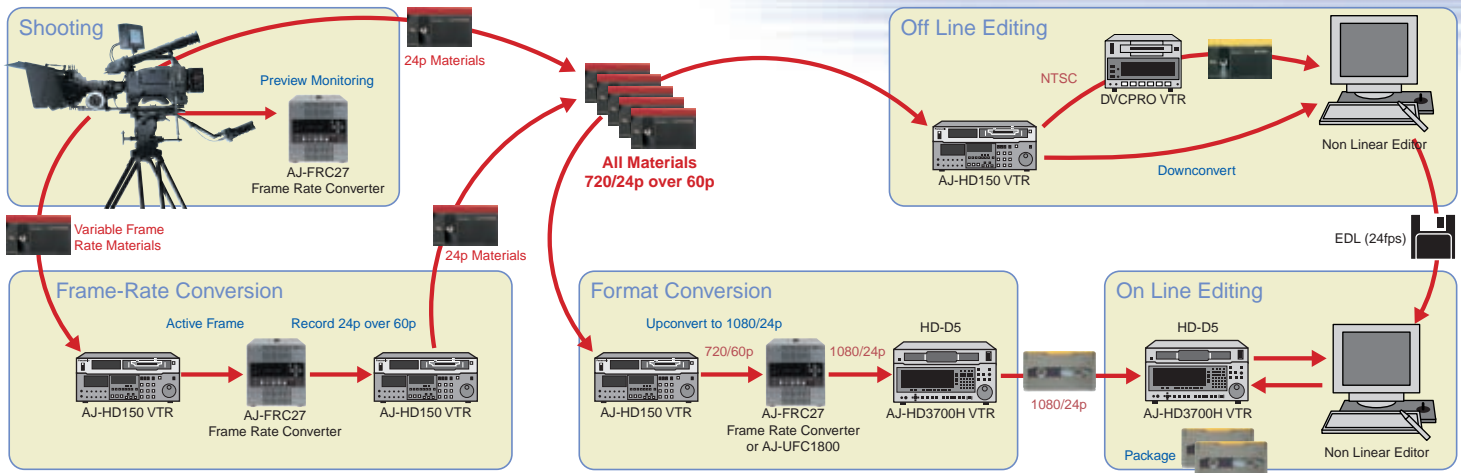 Shooting
24p Materials
Preview Monitoring
AJ-FRC27
Frame Rate Converter
Variable Frame
Rate Materials
24p Materials
All Materials
720/24p over 60p
Off Line Editing
NTSC
DVCPRO VTR
AJ-HD150 VTR
Downconvert
Non Linear Editor
EDL (24fps)
Frame-Rate Conversion
Active Frame
Record 24p over 60p
AJ-HD150 VTR
AJ-FRC27
Frame Rate Converter
AJ-HD150 VTR
Format Conversion
Upconvert to 1080/24p
720/60p
1080/24p
HD-D5
AJ-HD150 VTR
AJ-FRC27
Frame Rate Converter
or AJ-UFC1800
AJ-HD3700H VTR
1080/24p
On Line Editing
HD-D5
AJ-HD3700H VTR
Package
Non Linear Editor